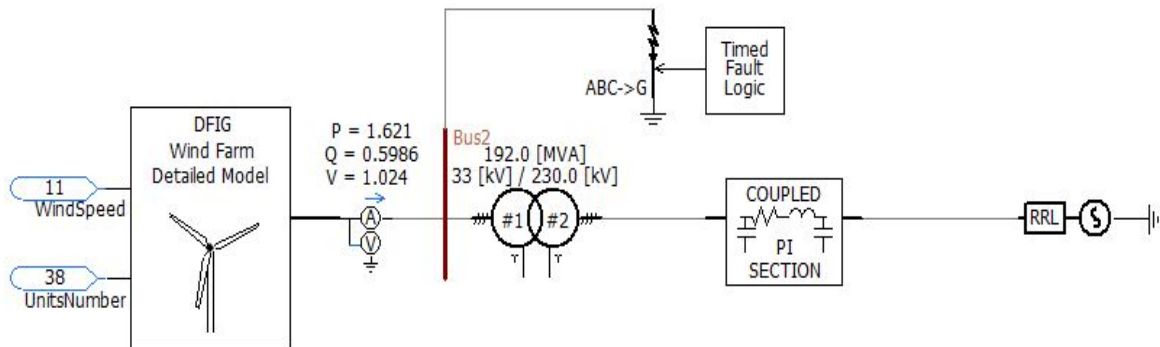 DFIG
Wind Farm
Detailed Model
11
WindSpeed
38
UnitsNumber
P = 1.621
Q = 0.5986
V = 1.024
A
V
Bus2
192.0 [MVA]
33 [kV] / 230.0 [kV]
#1
#2
ABC->G
Timed
Fault
Logic
COUPLED
PI
SECTION
RRL